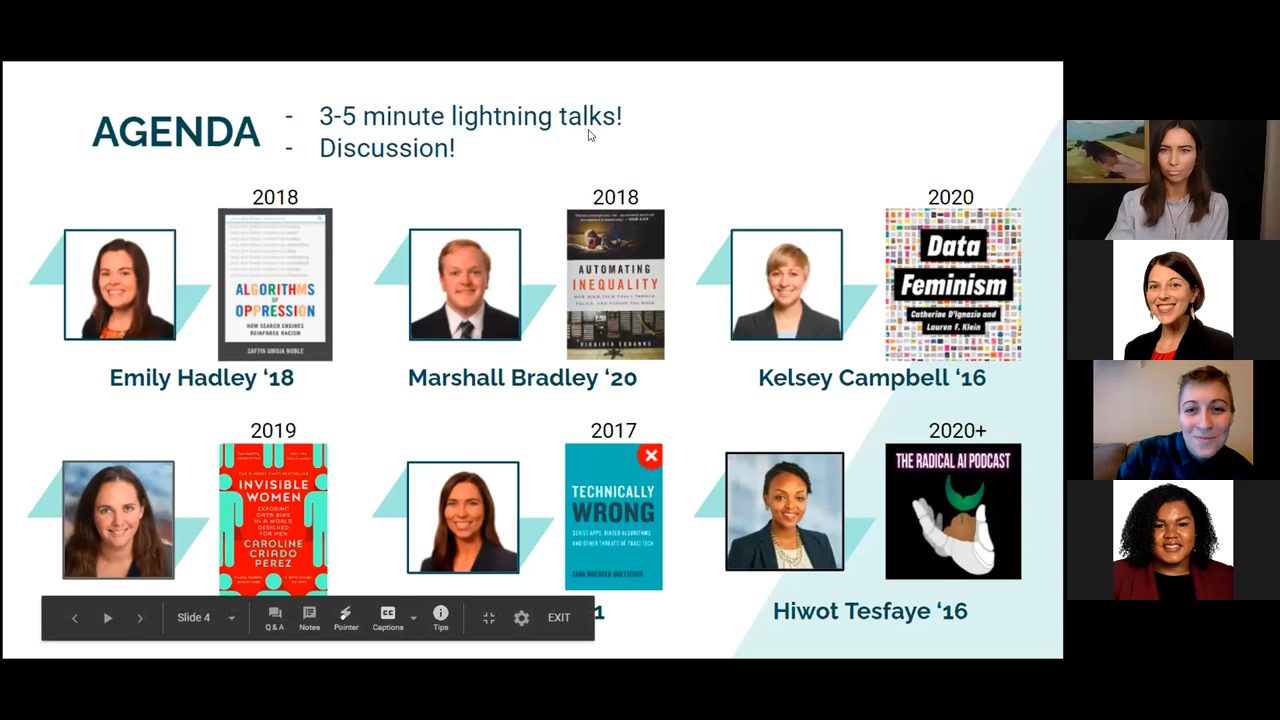 AGENDA
- 3-5 minute lightning talks!
- Discussion!
2018
ALGORITHMS
OF
OPPRESSION
HOW SEARCH ENGINES
REINFORCE RACISM
SAFIYA UMOJA NOBLE
Emily Hadley ‘18
2018
AUTOMATING
INEQUALITY
HOW HIGH-TECH TOOLS PROFILE,
POLICE, AND PUNISH THE POOR
VIRGINIA EUBANKS
Marshall Bradley ‘20
2020
Data
Feminism
Catherine D'Ignazio and
Lauren F. Klein
Kelsey Campbell ‘16
2019
INVISIBLE
WOMEN
EXPOSING
DATA BIAS
IN A WORLD
DESIGNED
FOR MEN
CAROLINE
CRIADO
PEREZ
2017
TECHNICALLY
WRONG
SEXIST APPS, BIASED ALGORITHMS,
AND OTHER THREATS OF TOXIC TECH
SARA WACHTER-BOETTCHER
1
2020+
THE RADICAL AI PODCAST
Hiwot Tesfaye ‘16
Slide 4
Q & A
Notes
Pointer
Captions
Tips
EXIT